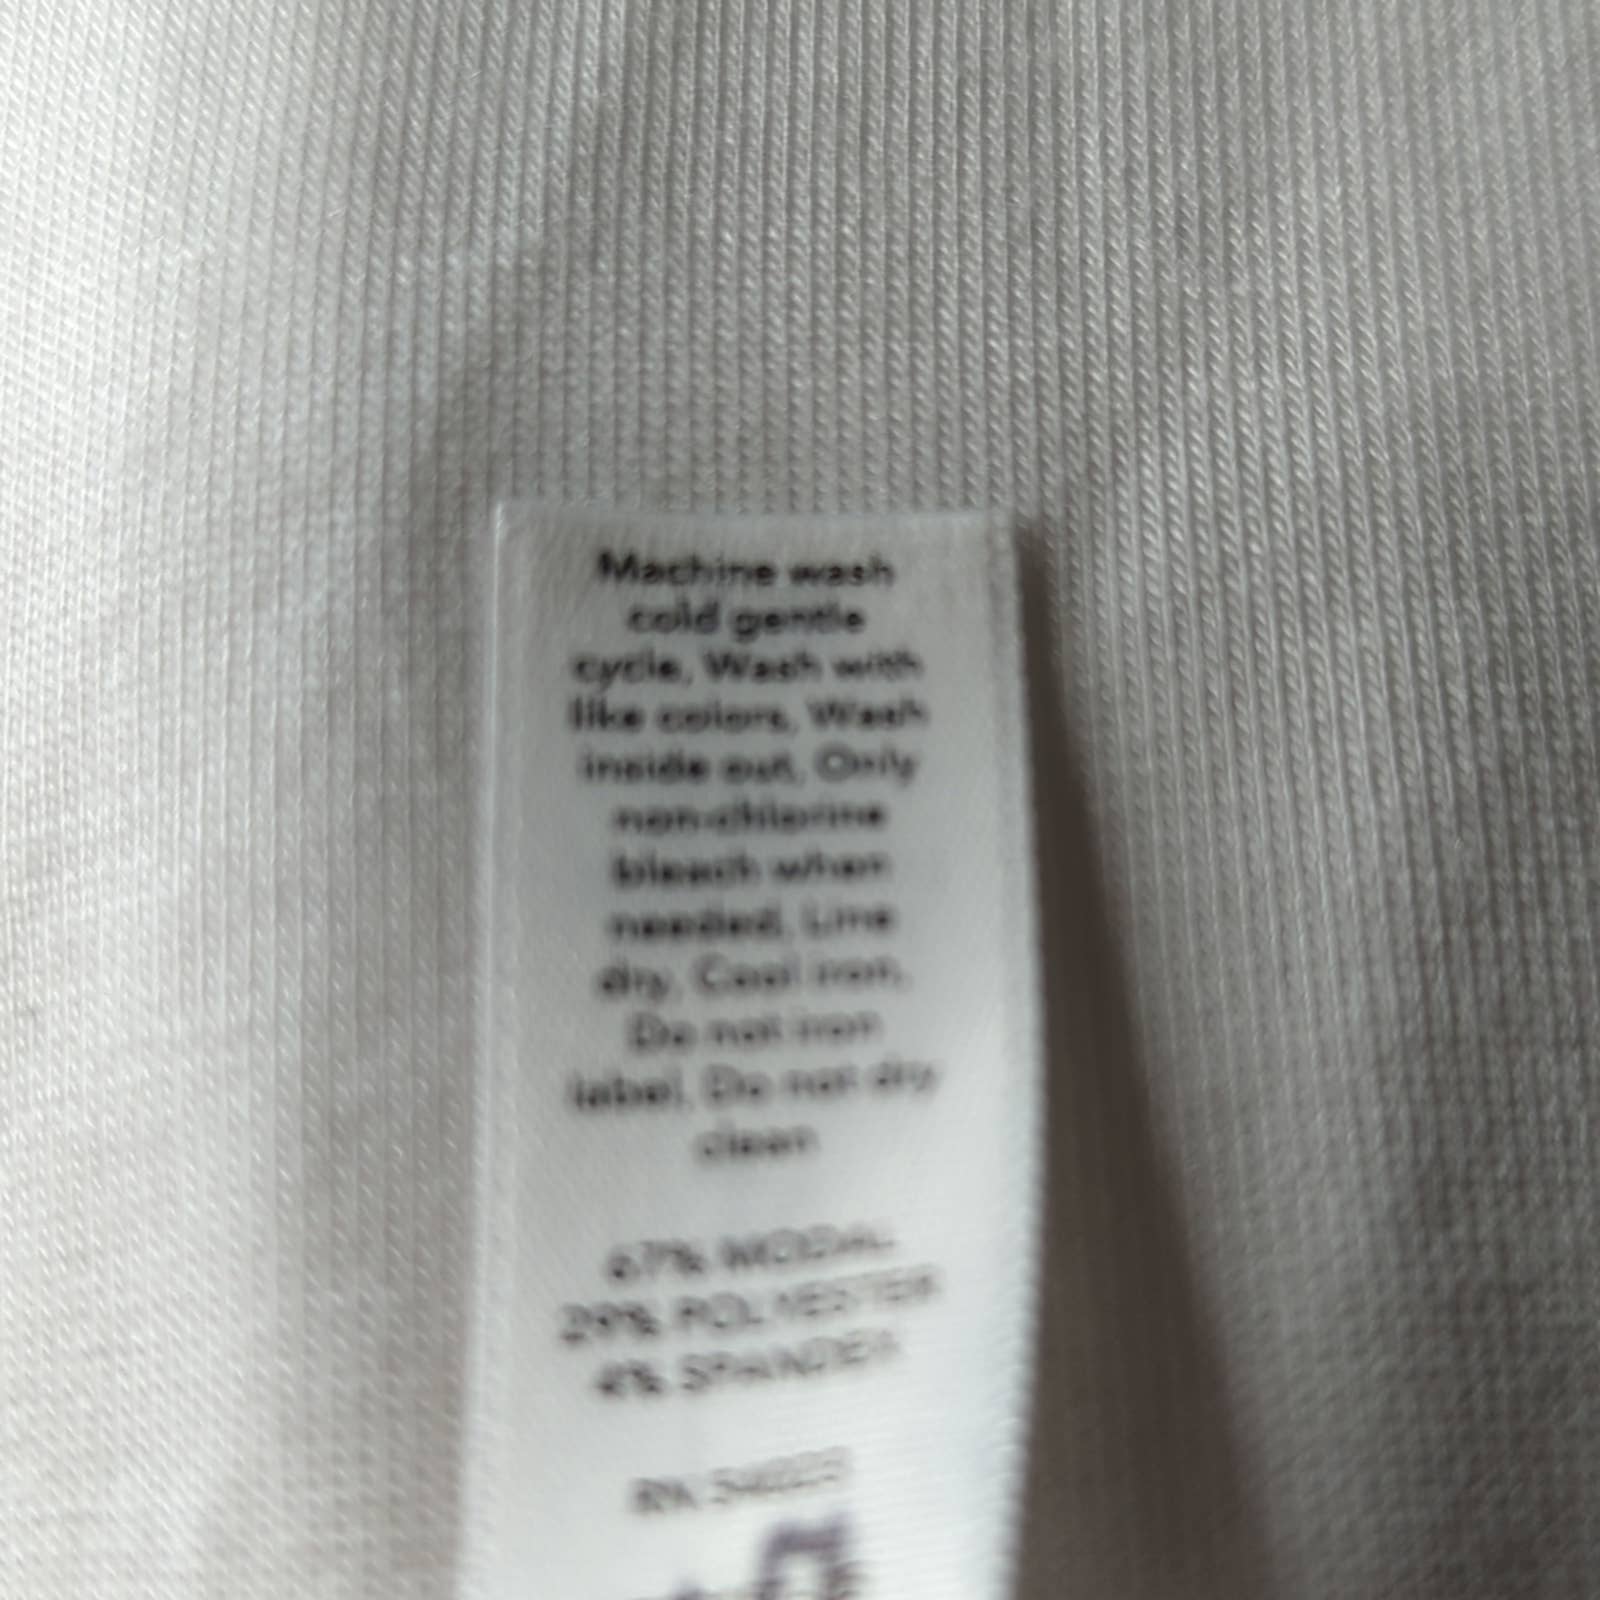 Machine wash
cold gentle
cycle, Wash with
like colors, Wash
inside out, Only
non-chlorine
bleach when
needed, Line
dry, Cool iron,
Do not iron
label, Do not dry
clean
67% MODAL
29% POLYESTER
4% SPANDEX
RN